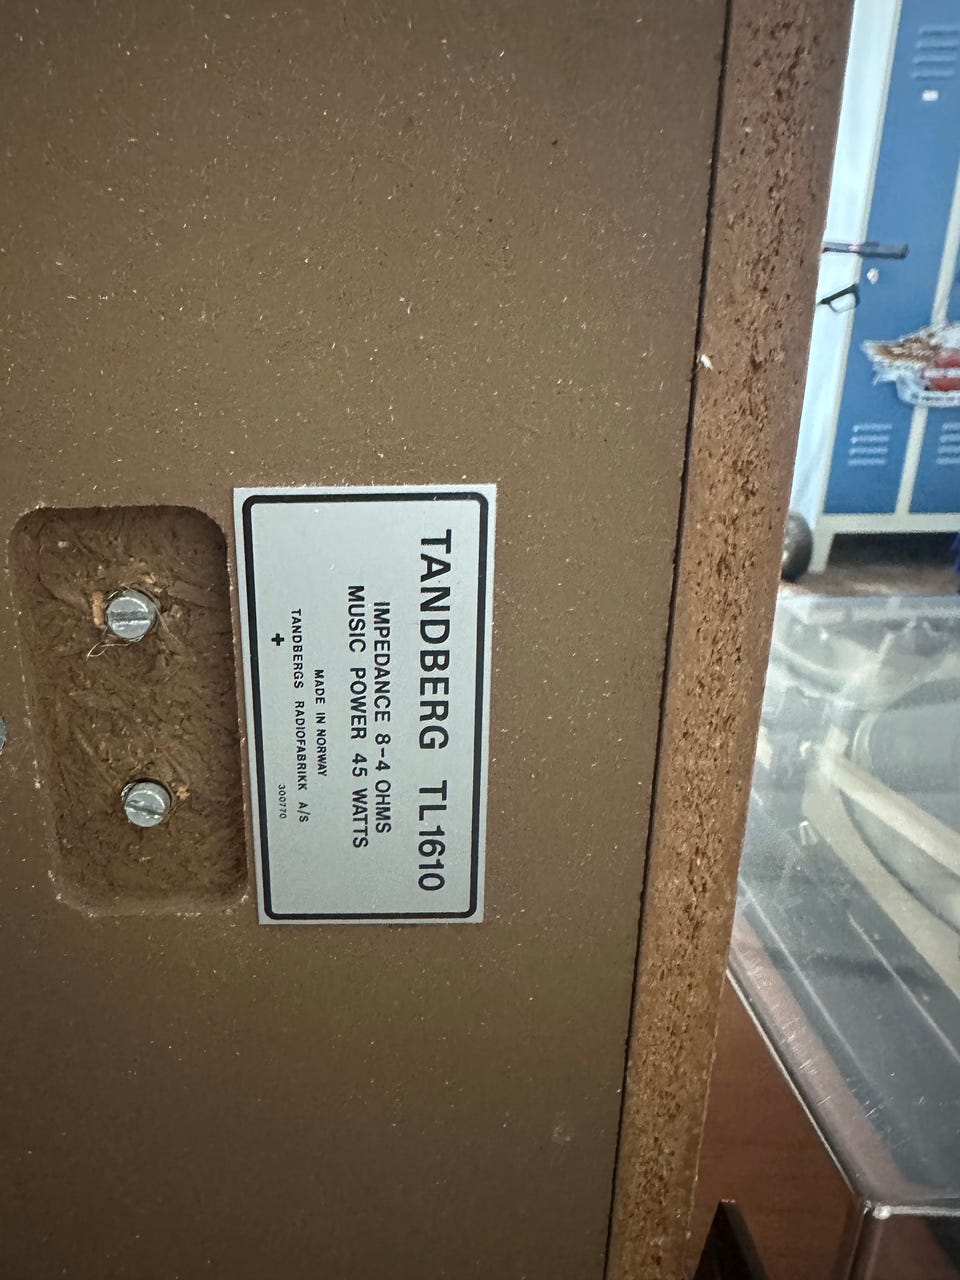 TANDBERG TL1610
IMPEDANCE 8-4 OHMS
MUSIC POWER 45 WATTS
MADE IN NORWAY
TANDBERGS RADIOFABRIKK A/S
+
300770